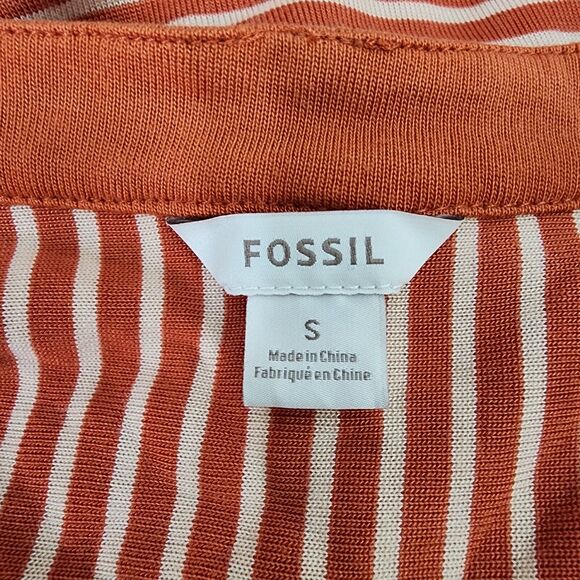 FOSSIL
S
Made in China
Fabriqué en Chine